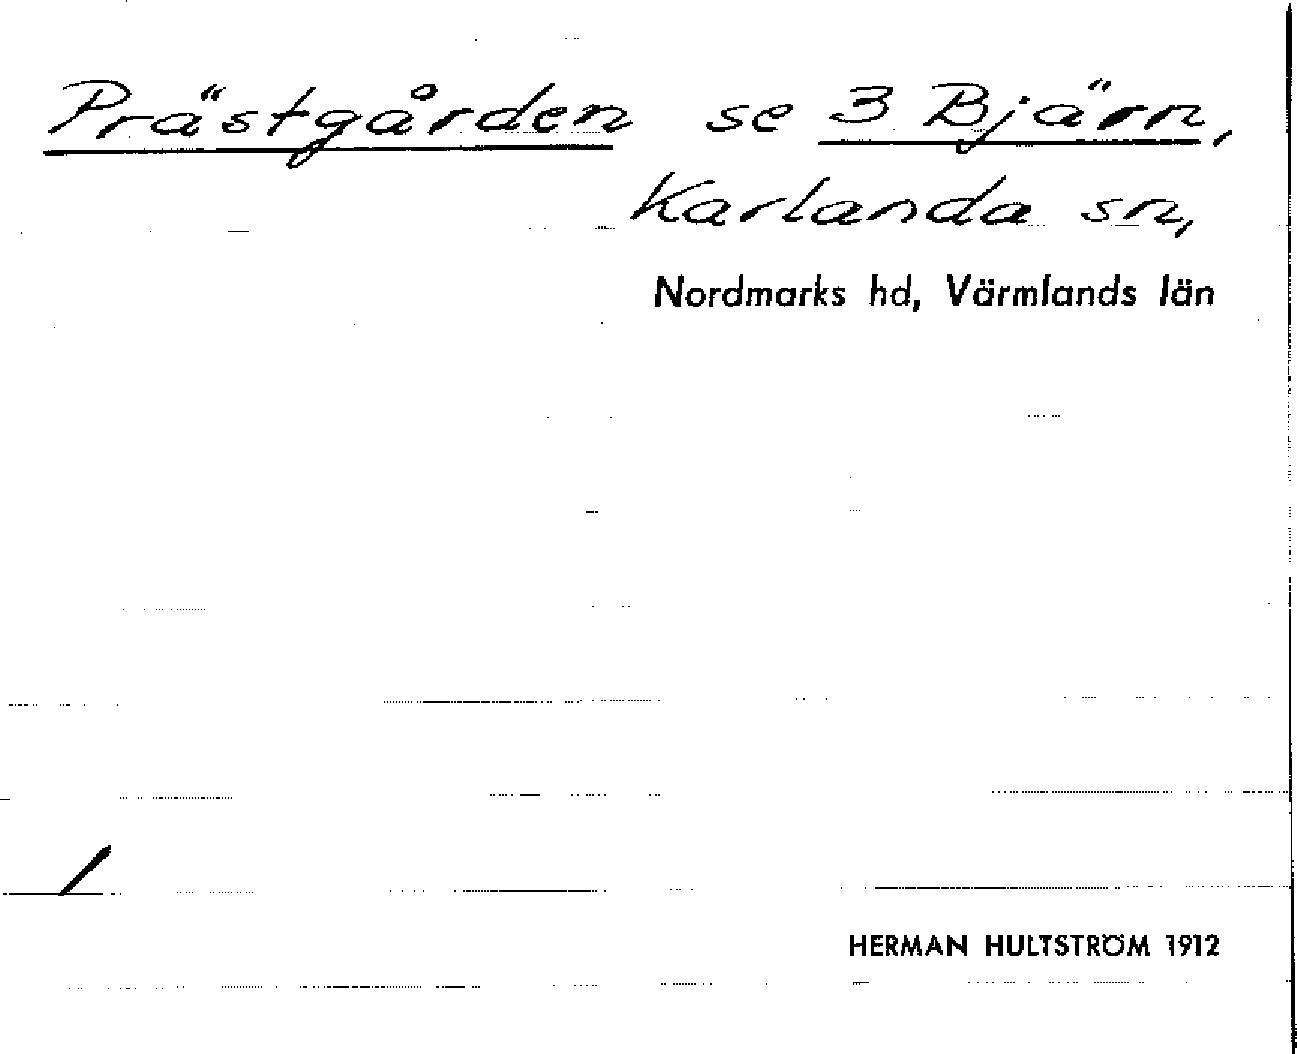 Prästgården se 3 Bjärn,
Karlanda sn,
Nordmarks hd, Värmlands län
HERMAN HULTSTRÖM 1912